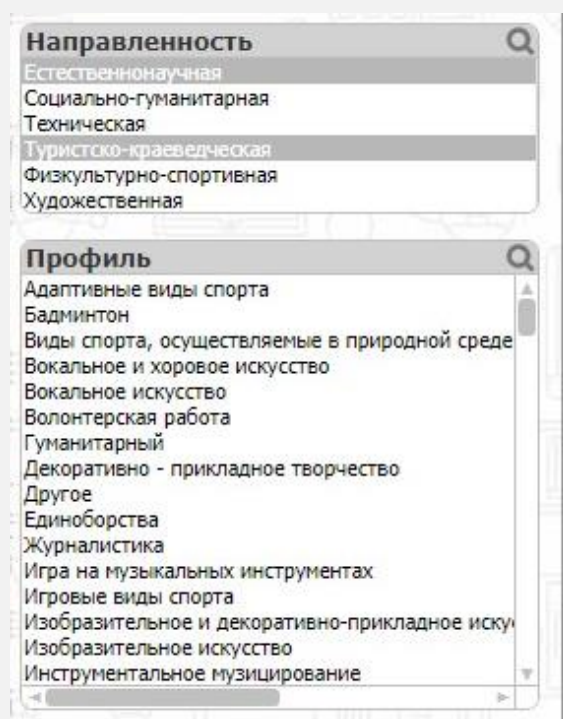 Направленность
Естественнонаучная
Социально-гуманитарная
Техническая
Туристско-краеведческая
Физкультурно-спортивная
Художественная
Профиль
Адаптивные виды спорта
Бадминтон
Виды спорта, осуществляемые в природной среде
Вокальное и хоровое искусство
Вокальное искусство
Волонтерская работа
Гуманитарный
Декоративно - прикладное творчество
Другое
Единоборства
Журналистика
Игра на музыкальных инструментах
Игровые виды спорта
Изобразительное и декоративно-прикладное иску
Изобразительное искусство
Инструментальное музицирование